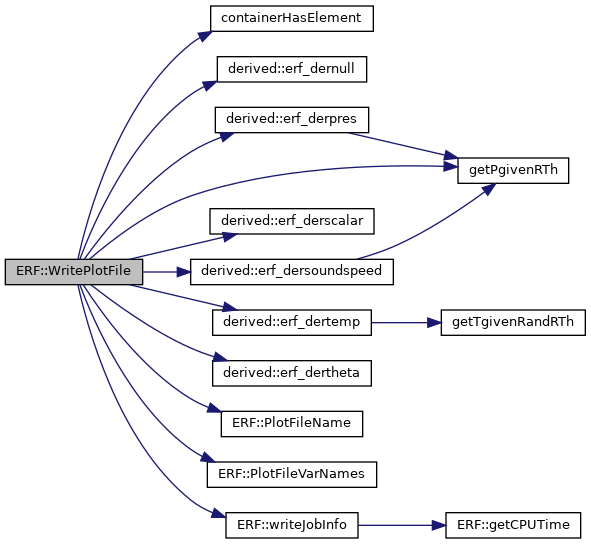 containerHasElement
derived::erf_dernull
derived::erf_derpres
getPgivenRTh
derived::erf_derscalar
ERF::WritePlotFile
derived::erf_dersoundspeed
derived::erf_dertemp
getTgivenRandRTh
derived::erf_dertheta
ERF::PlotFileName
ERF::PlotFileVarNames
ERF::writeJobInfo
ERF::getCPUTime